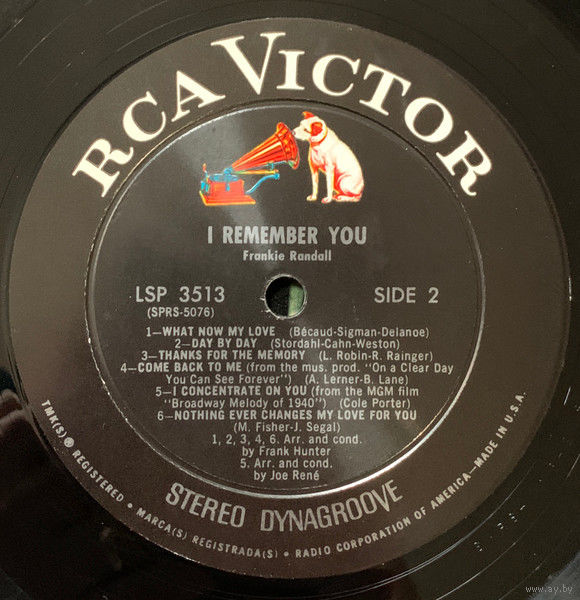 RCA VICTOR
I REMEMBER YOU
Frankie Randall
LSP 3513 SIDE 2
(SPRS-5076)
1—WHAT NOW MY LOVE (Bécaud-Sigman-Delanoe)
2—DAY BY DAY (Stordahl-Cahn-Weston)
3—THANKS FOR THE MEMORY (L. Robin-R. Rainger)
4—COME BACK TO ME (from the mus. prod. "On a Clear Day
You Can See Forever") (A. Lerner-B. Lane)
5—I CONCENTRATE ON YOU (from the MGM film
"Broadway Melody of 1940") (Cole Porter)
6—NOTHING EVER CHANGES MY LOVE FOR YOU
(M. Fisher-J. Segal)
1, 2, 3, 4, 6. Arr. and cond.
by Frank Hunter
5. Arr. and cond.
by Joe René
STEREO DYNAGROOVE
TMK(S) ® REGISTERED • MARCA(S) REGISTRADA(S) • RADIO CORPORATION OF AMERICA—MADE IN U.S.A.
www.ay.by